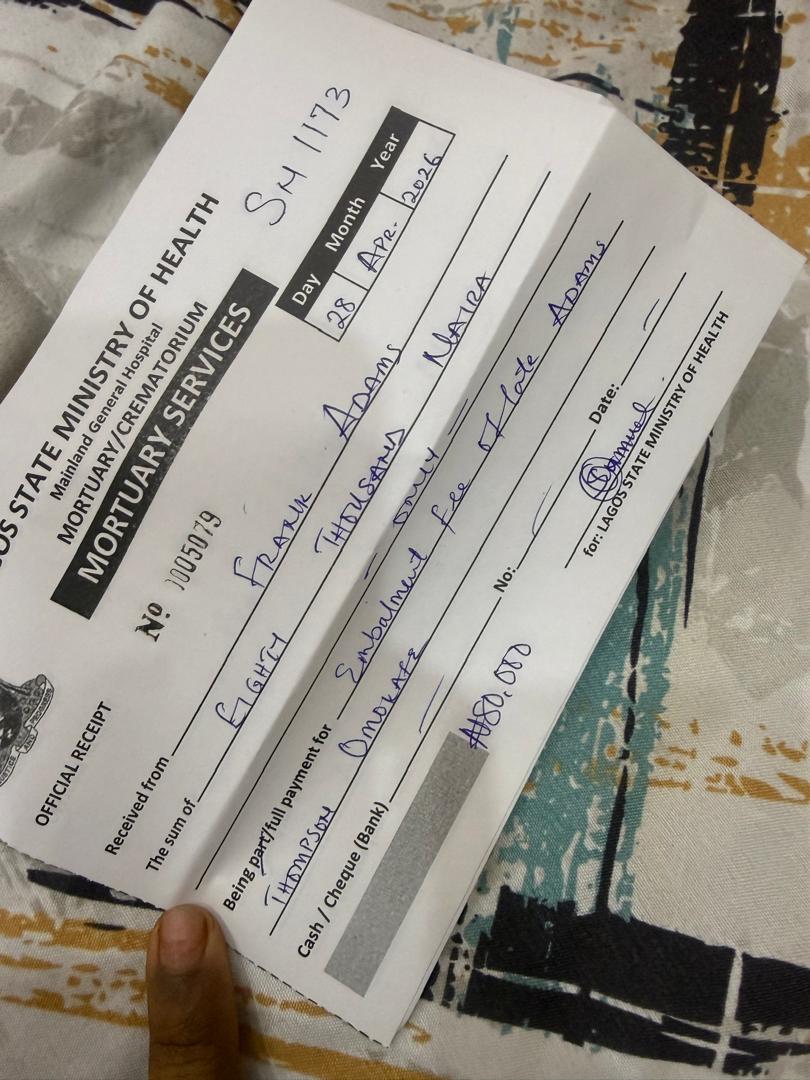 OS STATE MINISTRY OF HEALTH
Mainland General Hospital
MORTUARY/CREMATORIUM
MORTUARY SERVICES
SM 1173
OFFICIAL RECEIPT
Nº 0005079
Day Month Year
28 APR. 2026
Received from FRANK ADAMS
The sum of EIGHTY THOUSAND NAIRA
= only =
Being part/full payment for Embalment fee of late ADAMS
THOMPSON OMOKAFE
Cash / Cheque (Bank) — No: — Date: —
₦80,000
for: LAGOS STATE MINISTRY OF HEALTH